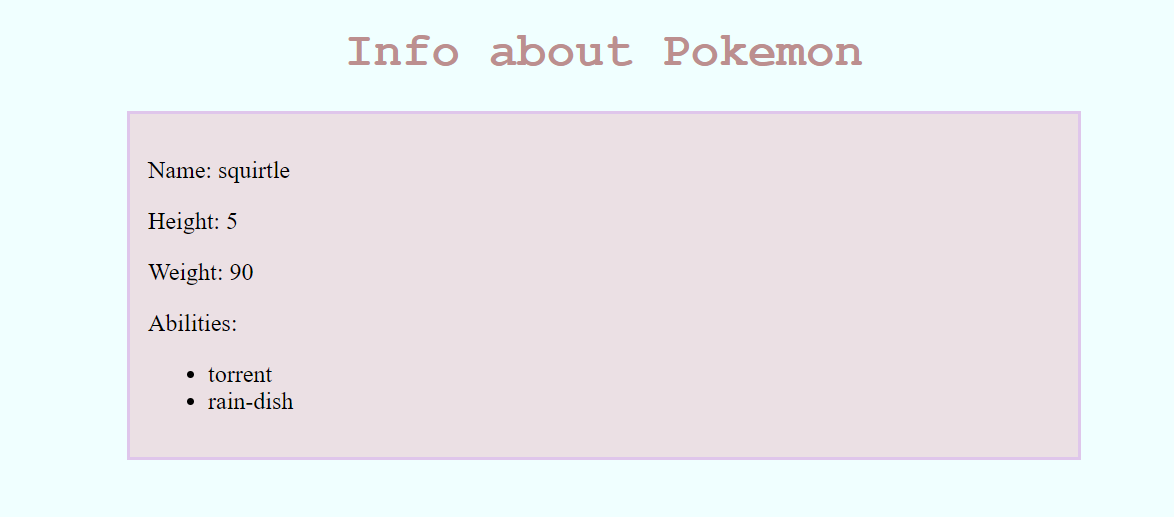 Info about Pokemon
Name: squirtle
Height: 5
Weight: 90
Abilities:
• torrent
• rain-dish